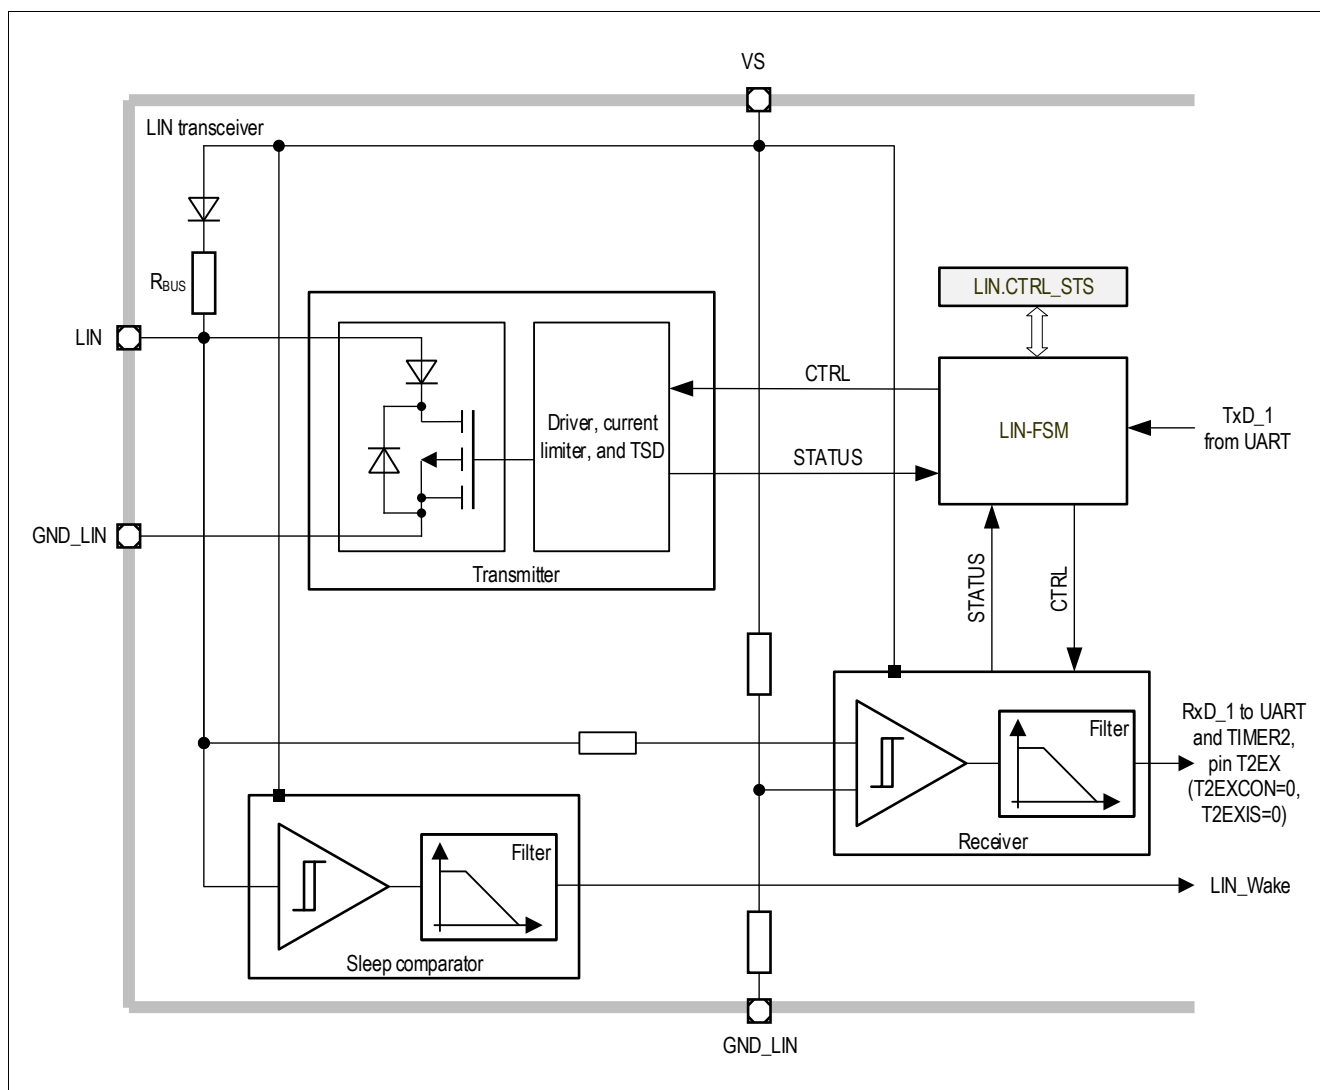 VS
LIN transceiver
R_BUS
LIN.CTRL_STS
LIN
CTRL
LIN-FSM
TxD_1
from UART
Driver, current
limiter, and TSD
STATUS
GND_LIN
Transmitter
STATUS
CTRL
RxD_1 to UART
and TIMER2,
pin T2EX
(T2EXCON=0,
T2EXIS=0)
Filter
Receiver
Filter
LIN_Wake
Sleep comparator
GND_LIN